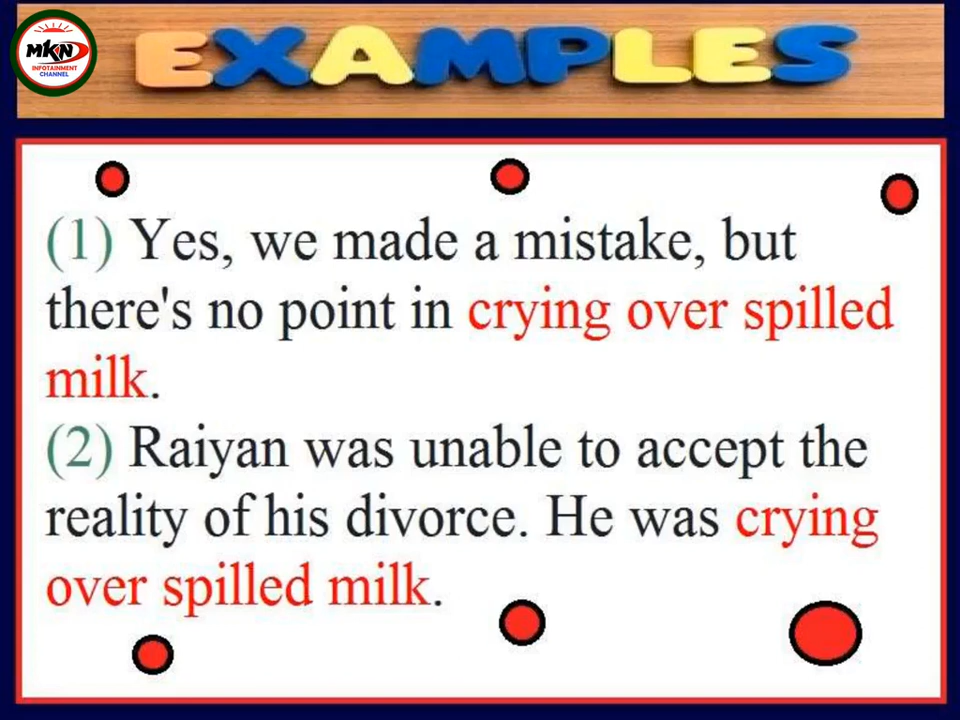 MKN
INFOTAINMENT
CHANNEL
EXAMPLES
(1) Yes, we made a mistake, but
there's no point in crying over spilled
milk.
(2) Raiyan was unable to accept the
reality of his divorce. He was crying
over spilled milk.